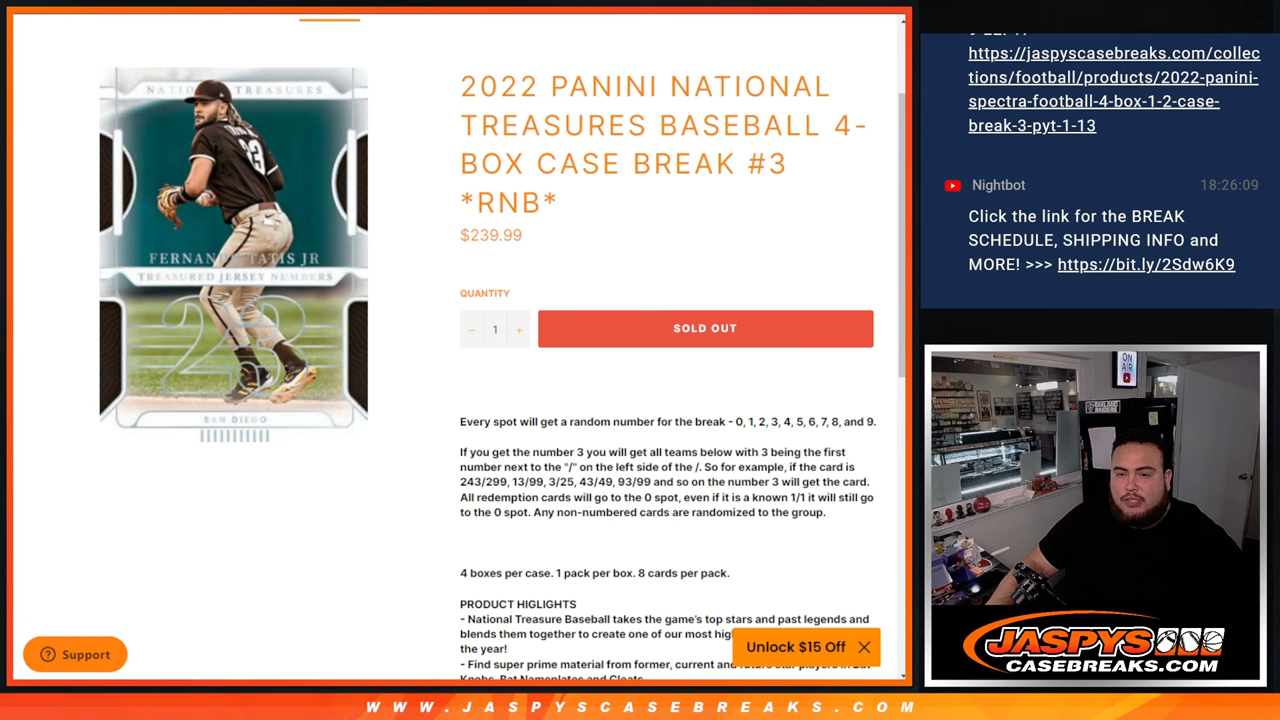 NATIONAL TREASURES
FERNAN TATIS JR
TREASURED JERSEY NUMBERS
23
SAN DIEGO
2022 PANINI NATIONAL
TREASURES BASEBALL 4-
BOX CASE BREAK #3
*RNB*
$239.99
QUANTITY
− 1 +
SOLD OUT
Every spot will get a random number for the break - 0, 1, 2, 3, 4, 5, 6, 7, 8, and 9.
If you get the number 3 you will get all teams below with 3 being the first
number next to the "/" on the left side of the /. So for example, if the card is
243/299, 13/99, 3/25, 43/49, 93/99 and so on the number 3 will get the card.
All redemption cards will go to the 0 spot, even if it is a known 1/1 it will still go
to the 0 spot. Any non-numbered cards are randomized to the group.
4 boxes per case. 1 pack per box. 8 cards per pack.
PRODUCT HIGLIGHTS
- National Treasure Baseball takes the game's top stars and past legends and
blends them together to create one of our most hig
the year!
- Find super prime material from former, current and
Unlock $15 Off
Support
https://jaspyscasebreaks.com/collec
tions/football/products/2022-panini-
spectra-football-4-box-1-2-case-
break-3-pyt-1-13
Nightbot 18:26:09
Click the link for the BREAK
SCHEDULE, SHIPPING INFO and
MORE! >>> https://bit.ly/2Sdw6K9
ON
AIR
JASPYS
CASEBREAKS.COM
WWW.JASPYSCASEBREAKS.COM